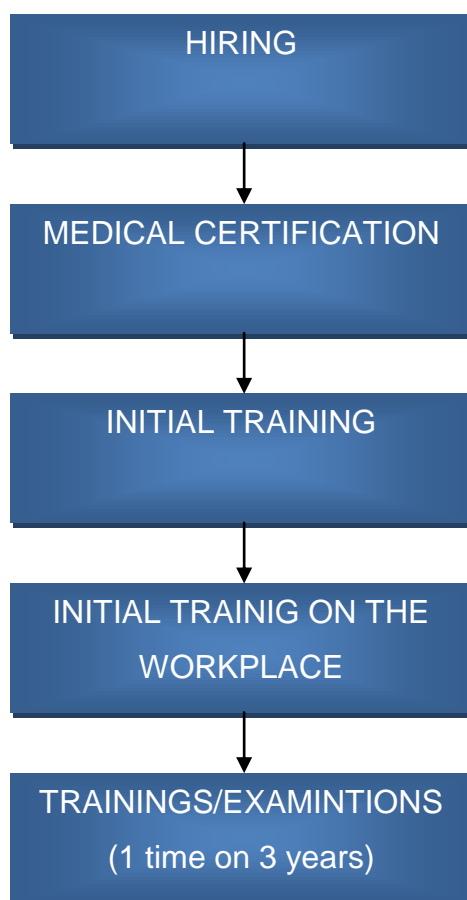 HIRING
MEDICAL CERTIFICATION
INITIAL TRAINING
INITIAL TRAINIG ON THE
WORKPLACE
TRAININGS/EXAMINTIONS
(1 time on 3 years)